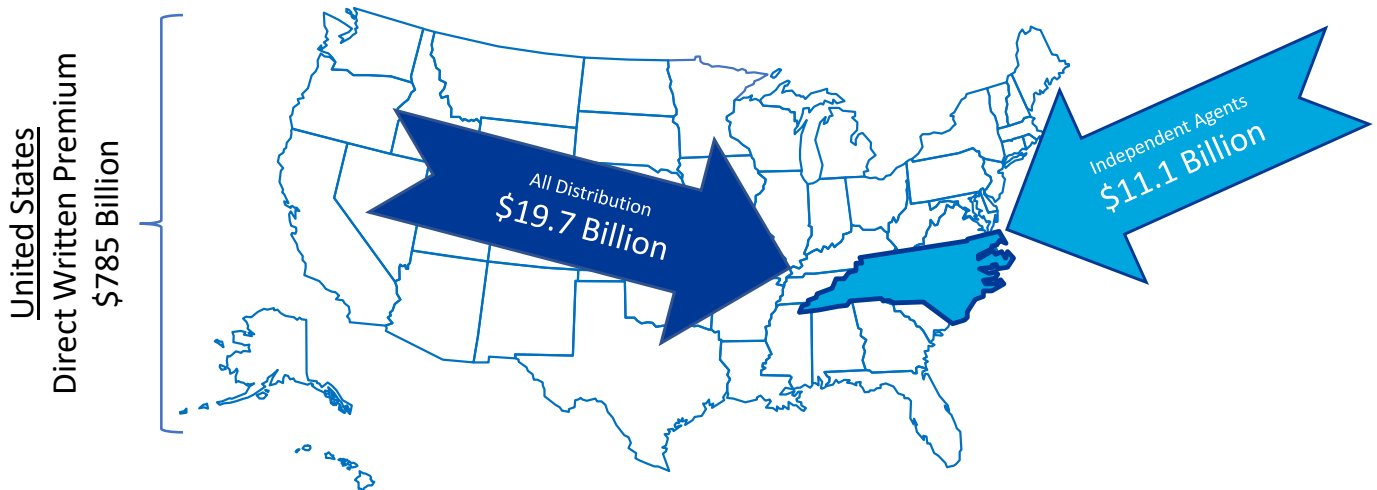 United States
Direct Written Premium
$785 Billion
All Distribution
$19.7 Billion
Independent Agents
$11.1 Billion